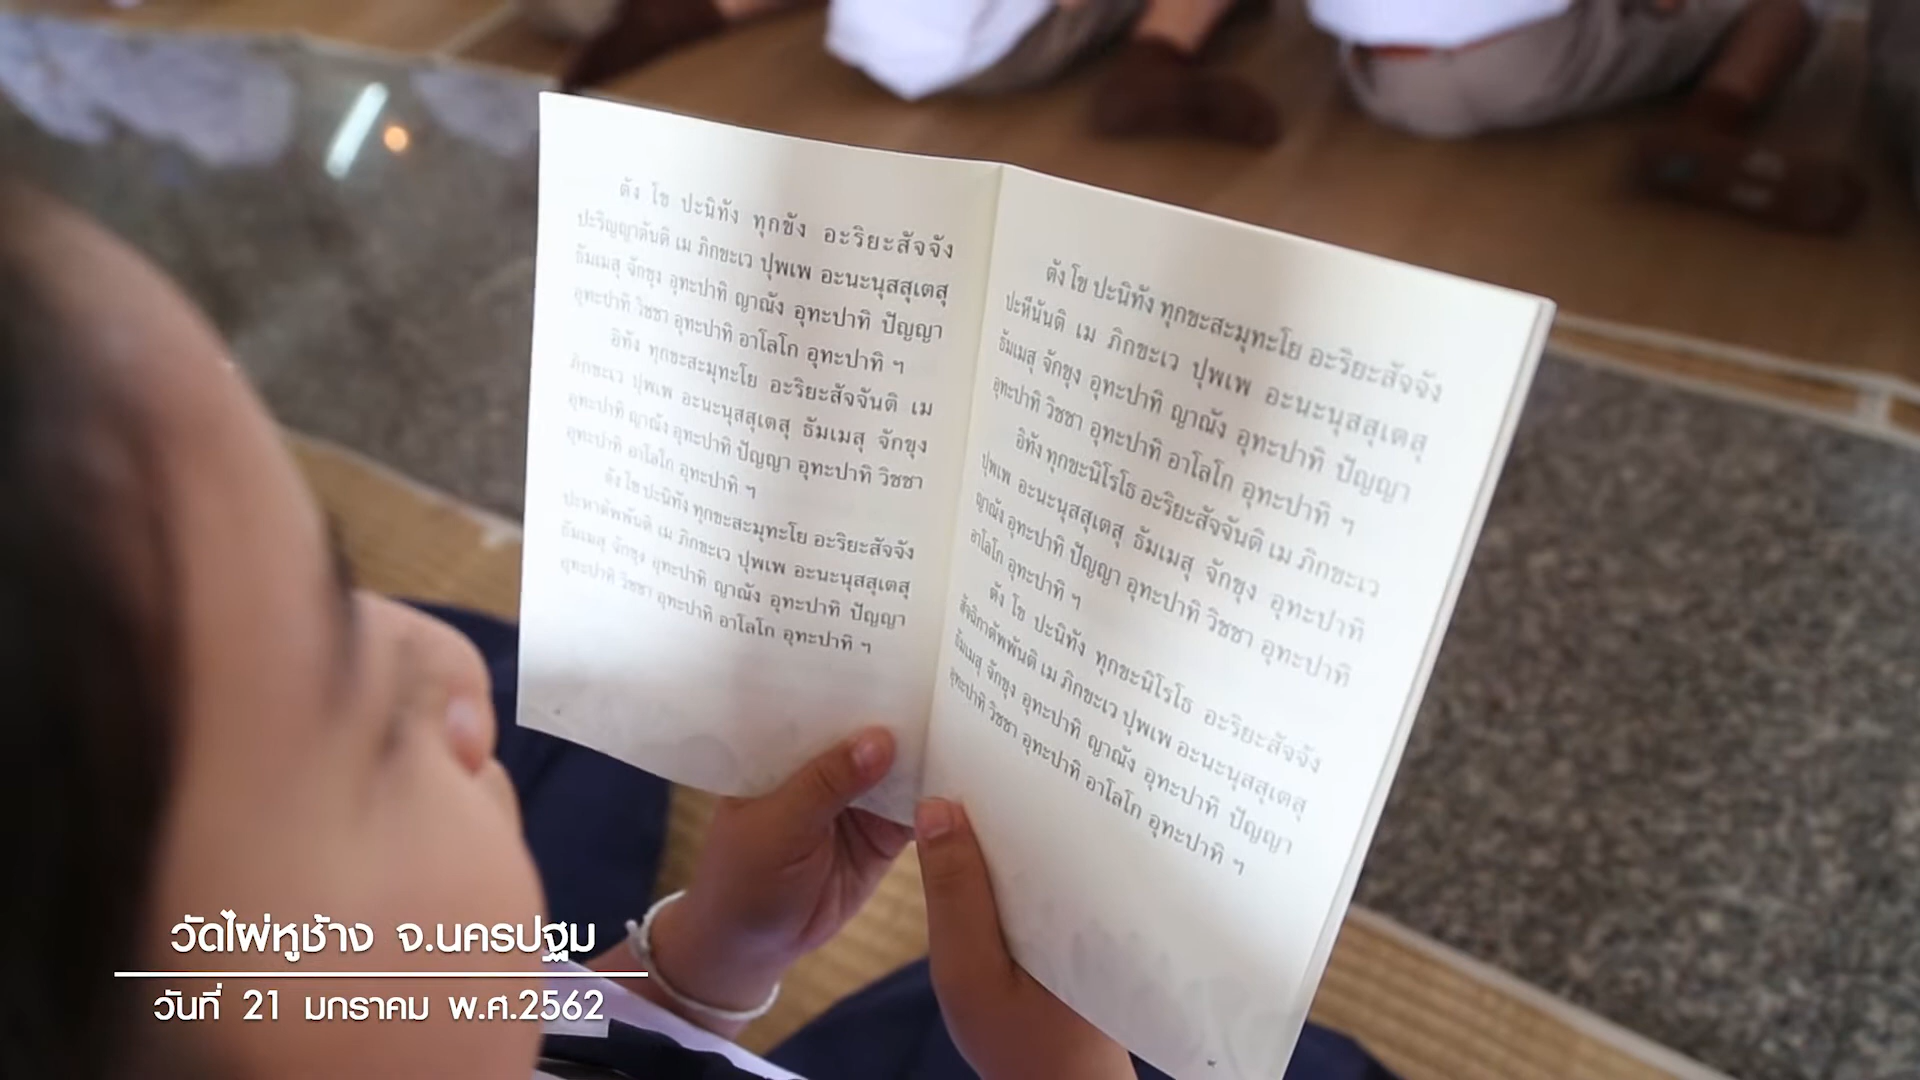 ตัง โข ปะนิทัง ทุกขัง อะริยะสัจจัง
ปะริญญาตันติ เม ภิกขะเว ปุพเพ อะนะนุสสุเตสุ
ธัมเมสุ จักขุง อุทะปาทิ ญาณัง อุทะปาทิ ปัญญา
อุทะปาทิ วิชชา อุทะปาทิ อาโลโก อุทะปาทิ ฯ
อิทัง ทุกขะสะมุทะโย อะริยะสัจจันติ เม
ภิกขะเว ปุพเพ อะนะนุสสุเตสุ ธัมเมสุ จักขุง
อุทะปาทิ ญาณัง อุทะปาทิ ปัญญา อุทะปาทิ วิชชา
อุทะปาทิ อาโลโก อุทะปาทิ ฯ
ตัง โข ปะนิทัง ทุกขะสะมุทะโย อะริยะสัจจัง
ปะหาตัพพันติ เม ภิกขะเว ปุพเพ อะนะนุสสุเตสุ
ธัมเมสุ จักขุง อุทะปาทิ ญาณัง อุทะปาทิ ปัญญา
อุทะปาทิ วิชชา อุทะปาทิ อาโลโก อุทะปาทิ ฯ
ตัง โข ปะนิทัง ทุกขะสะมุทะโย อะริยะสัจจัง
ปะหีนันติ เม ภิกขะเว ปุพเพ อะนะนุสสุเตสุ
ธัมเมสุ จักขุง อุทะปาทิ ญาณัง อุทะปาทิ ปัญญา
อุทะปาทิ วิชชา อุทะปาทิ อาโลโก อุทะปาทิ ฯ
อิทัง ทุกขะนิโรโธ อะริยะสัจจันติ เม ภิกขะเว
ปุพเพ อะนะนุสสุเตสุ ธัมเมสุ จักขุง อุทะปาทิ
ญาณัง อุทะปาทิ ปัญญา อุทะปาทิ วิชชา อุทะปาทิ
อาโลโก อุทะปาทิ ฯ
ตัง โข ปะนิทัง ทุกขะนิโรโธ อะริยะสัจจัง
สัจฉิกาตัพพันติ เม ภิกขะเว ปุพเพ อะนะนุสสุเตสุ
ธัมเมสุ จักขุง อุทะปาทิ ญาณัง อุทะปาทิ ปัญญา
อุทะปาทิ วิชชา อุทะปาทิ อาโลโก อุทะปาทิ ฯ
วัดไผ่หูช้าง จ.นครปฐม
วันที่ 21 มกราคม พ.ศ.2562